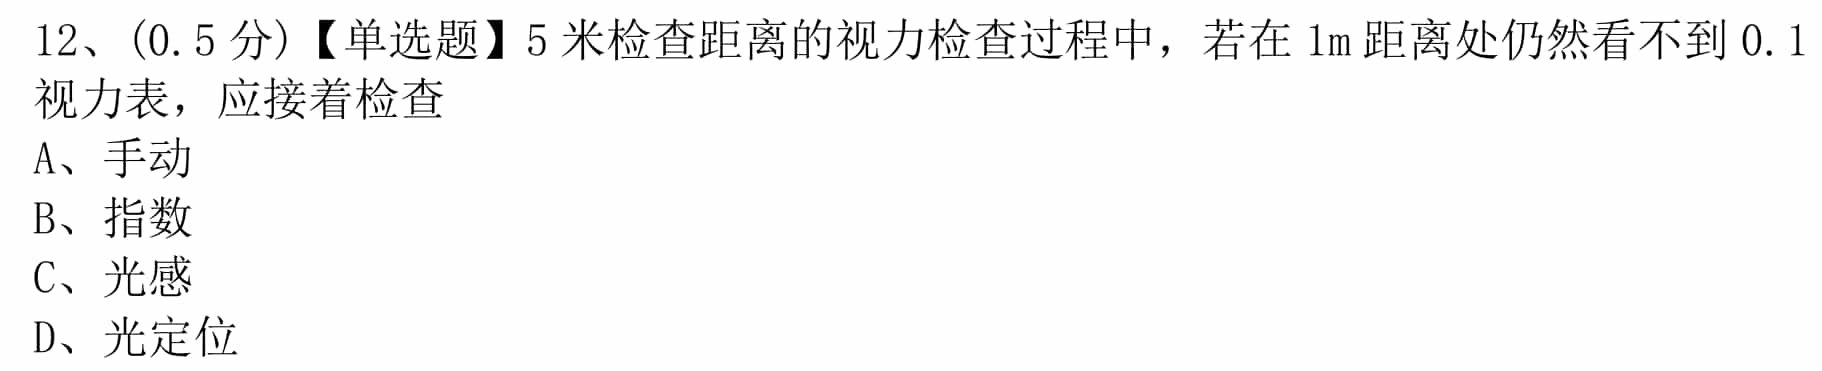 12、(0.5 分)【单选题】5 米检查距离的视力检查过程中，若在 1m 距离处仍然看不到 0.1
视力表，应接着检查
A、手动
B、指数
C、光感
D、光定位